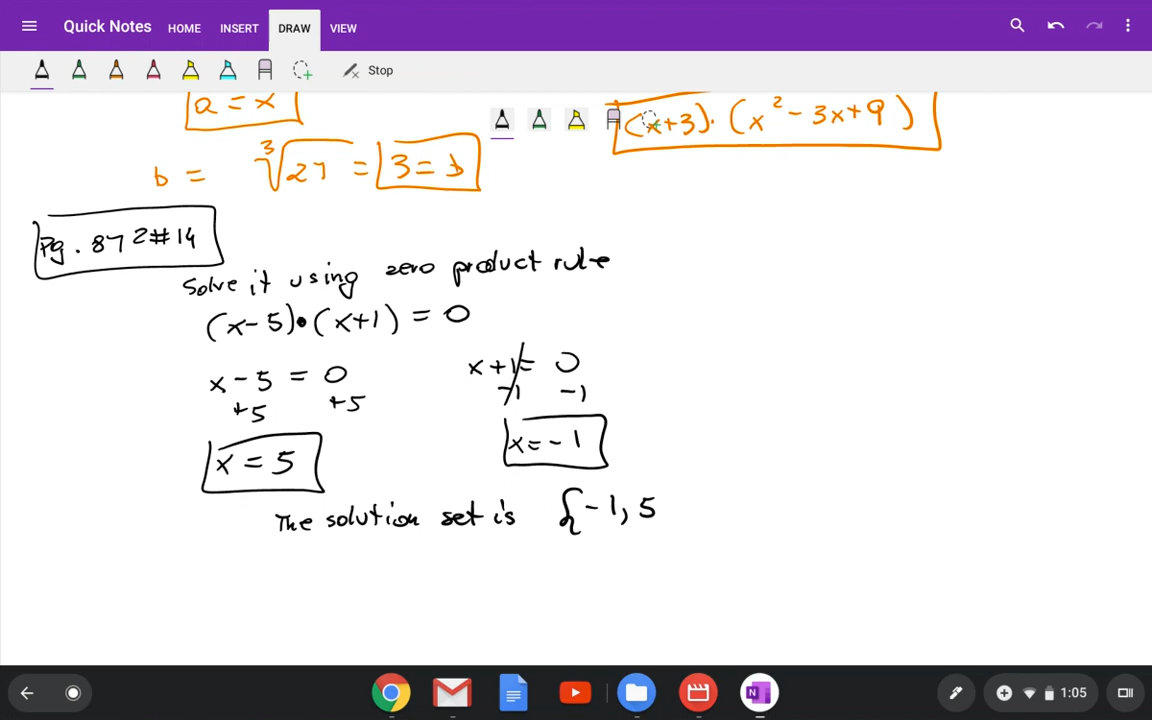 Quick Notes HOME INSERT DRAW VIEW
Stop
a = x
(x+3)·(x² - 3x+9)
b = ∛27 = 3 = b
Pg. 872 #14
Solve it using zero product rule
(x-5)•(x+1) = 0
x - 5 = 0 x+1 = 0
+5 +5 -1 -1
x = 5 x = -1
The solution set is {-1, 5
1:05